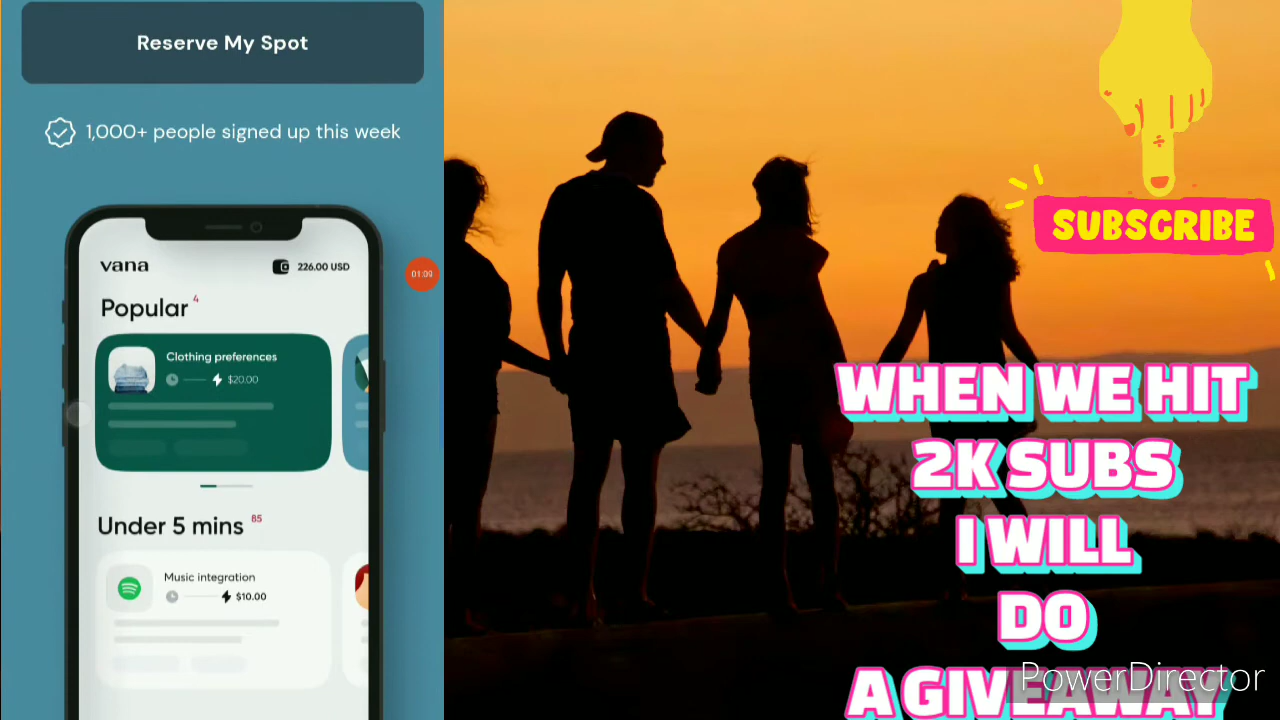 Reserve My Spot
1,000+ people signed up this week
vana
226.00 USD
01:09
Popular 4
Clothing preferences
$20.00
Under 5 mins 85
Music integration
$10.00
SUBSCRIBE
WHEN WE HIT
2K SUBS
I WILL
DO
A GIVEAWAY
PowerDirector